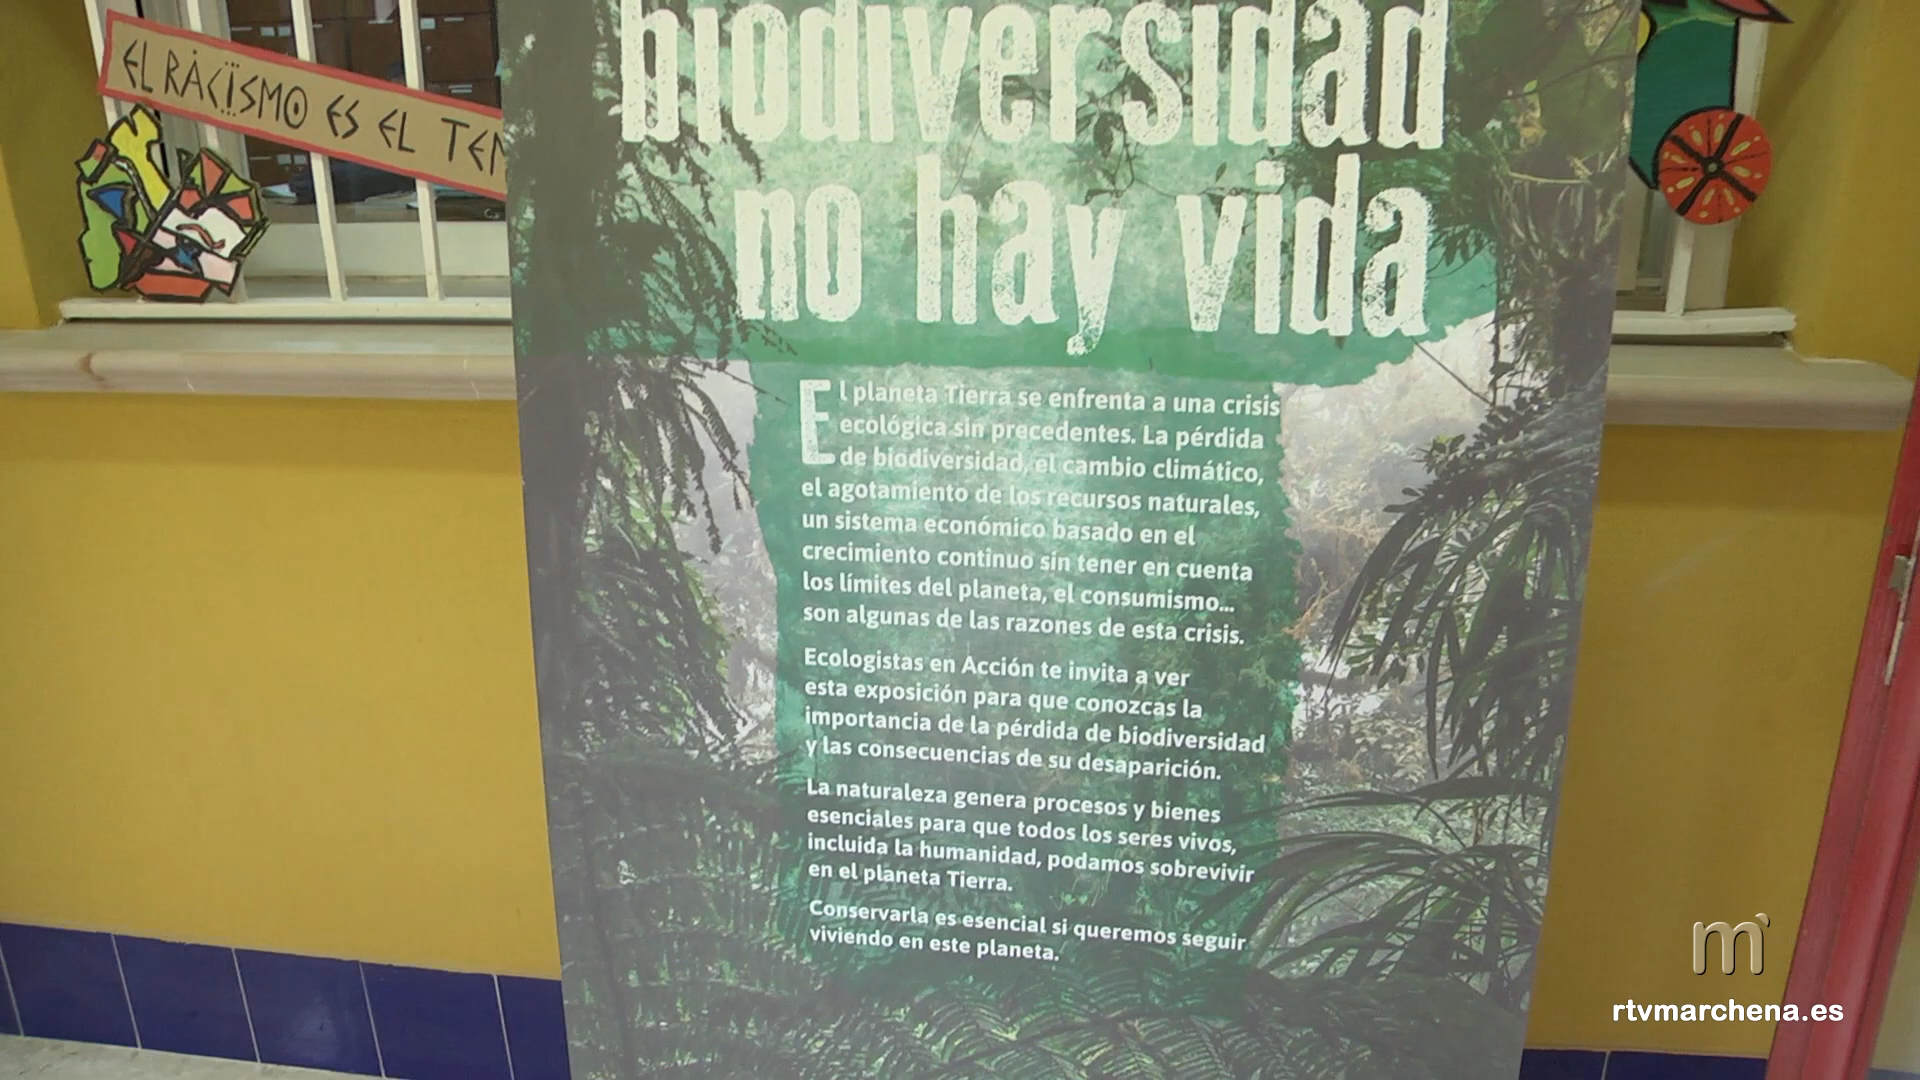 EL RACISMO ES EL
biodiversidad
no hay vida
El planeta Tierra se enfrenta a una crisis
ecológica sin precedentes. La pérdida
de biodiversidad, el cambio climático,
el agotamiento de los recursos naturales,
un sistema económico basado en el
crecimiento continuo sin tener en cuenta
los límites del planeta, el consumismo...
son algunas de las razones de esta crisis.
Ecologistas en Acción te invita a ver
esta exposición para que conozcas la
importancia de la pérdida de biodiversidad
y las consecuencias de su desaparición.
La naturaleza genera procesos y bienes
esenciales para que todos los seres vivos,
incluida la humanidad, podamos sobrevivir
en el planeta Tierra.
Conservarla es esencial si queremos seguir
viviendo en este planeta.
m
rtvmarchena.es